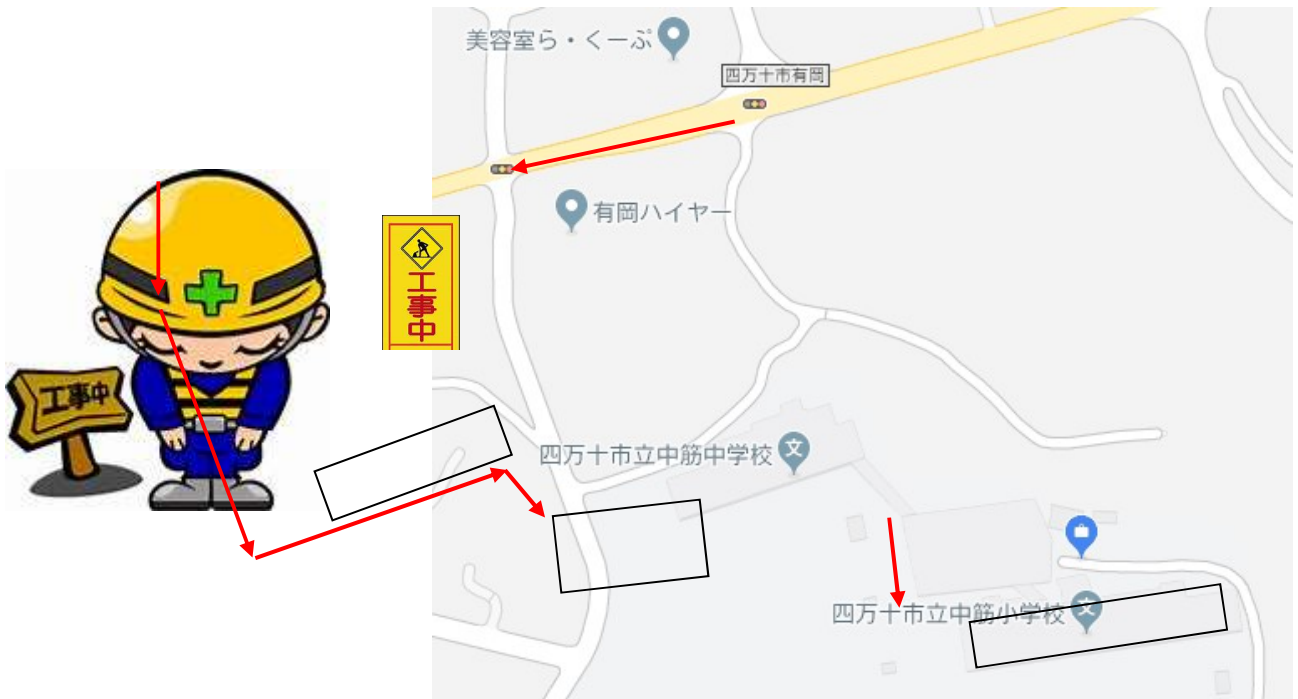 美容室ら・くーぷ
四万十市有岡
有岡ハイヤー
工事中
工事中
四万十市立中筋中学校
文
四万十市立中筋小学校
文